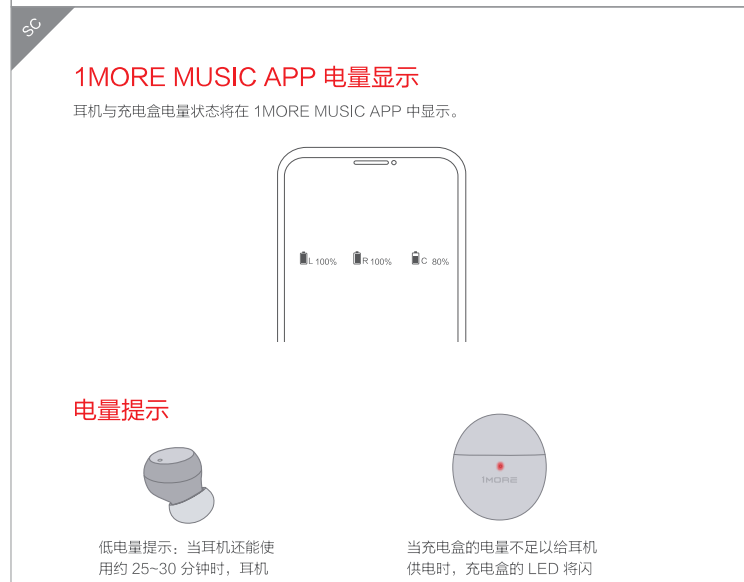 SC
1MORE MUSIC APP 电量显示
耳机与充电盒电量状态将在 1MORE MUSIC APP 中显示。
L 100% R 100% C 80%
电量提示
1MORE
低电量提示：当耳机还能使
用约 25~30 分钟时，耳机
当充电盒的电量不足以给耳机
供电时，充电盒的 LED 将闪